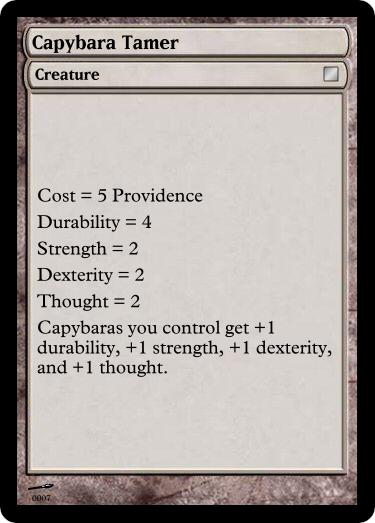 Capybara Tamer
Creature
Cost = 5 Providence
Durability = 4
Strength = 2
Dexterity = 2
Thought = 2
Capybaras you control get +1
durability, +1 strength, +1 dexterity,
and +1 thought.
0007